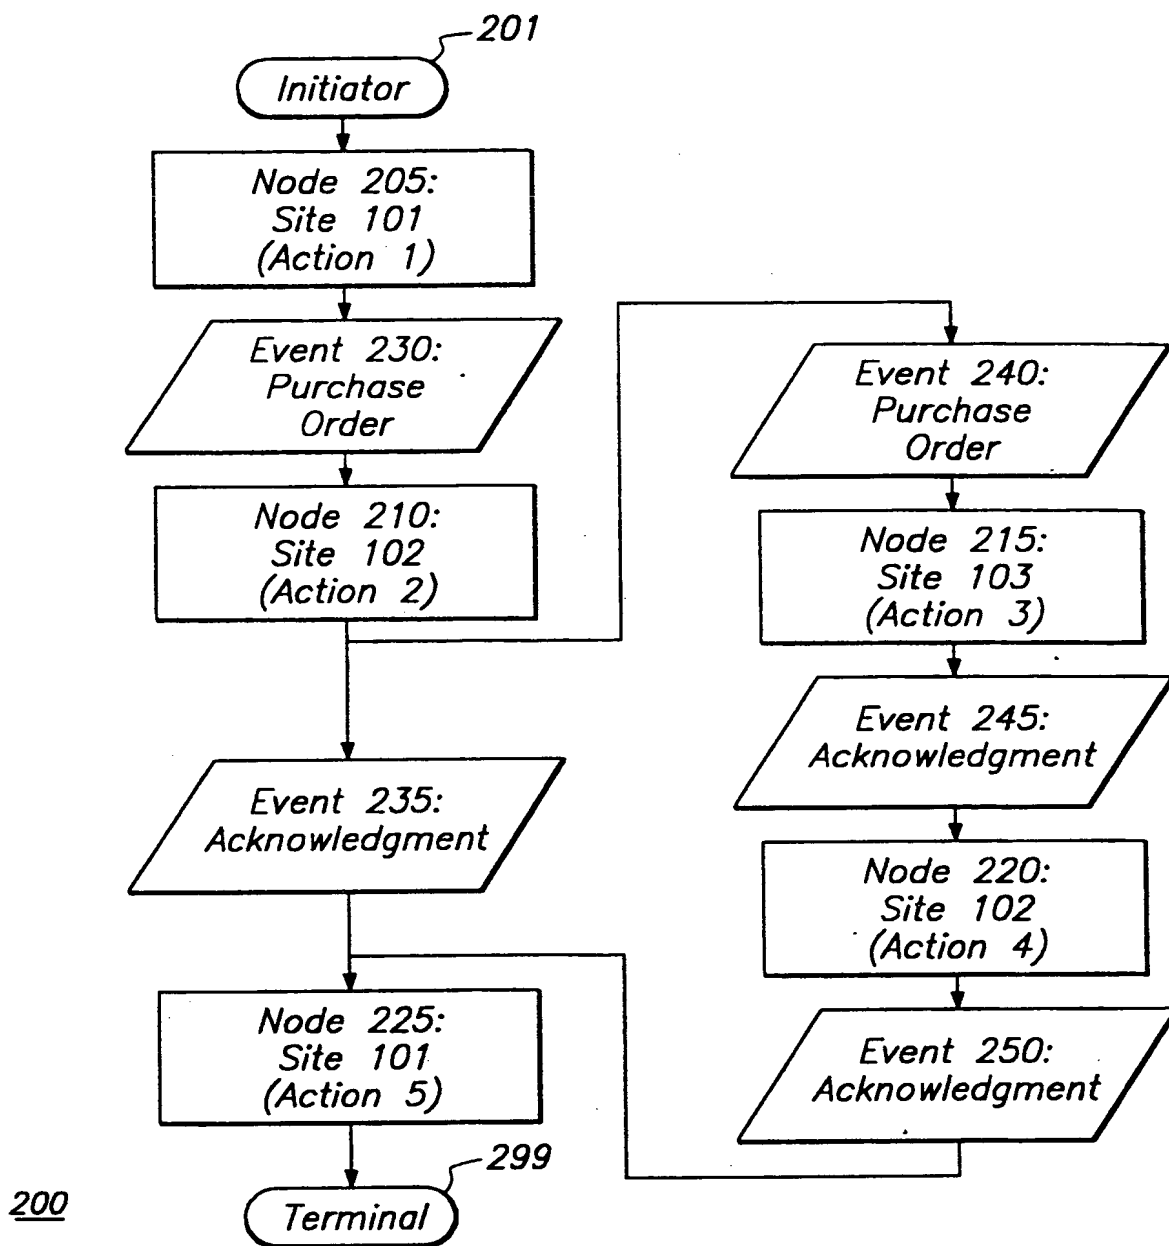 201
Initiator
Node 205:
Site 101
(Action 1)
Event 230:
Purchase
Order
Node 210:
Site 102
(Action 2)
Event 235:
Acknowledgment
Node 225:
Site 101
(Action 5)
299
Terminal
Event 240:
Purchase
Order
Node 215:
Site 103
(Action 3)
Event 245:
Acknowledgment
Node 220:
Site 102
(Action 4)
Event 250:
Acknowledgment
200